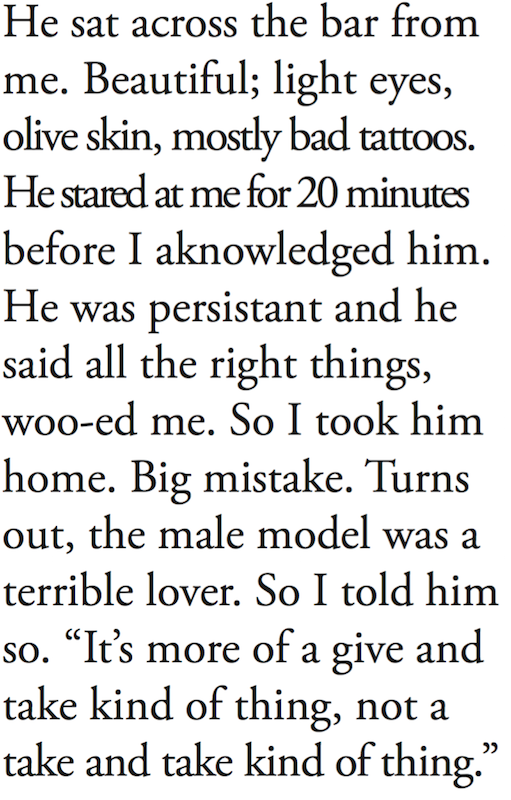 He sat across the bar from
me. Beautiful; light eyes,
olive skin, mostly bad tattoos.
He stared at me for 20 minutes
before I aknowledged him.
He was persistant and he
said all the right things,
woo-ed me. So I took him
home. Big mistake. Turns
out, the male model was a
terrible lover. So I told him
so. “It’s more of a give and
take kind of thing, not a
take and take kind of thing.”